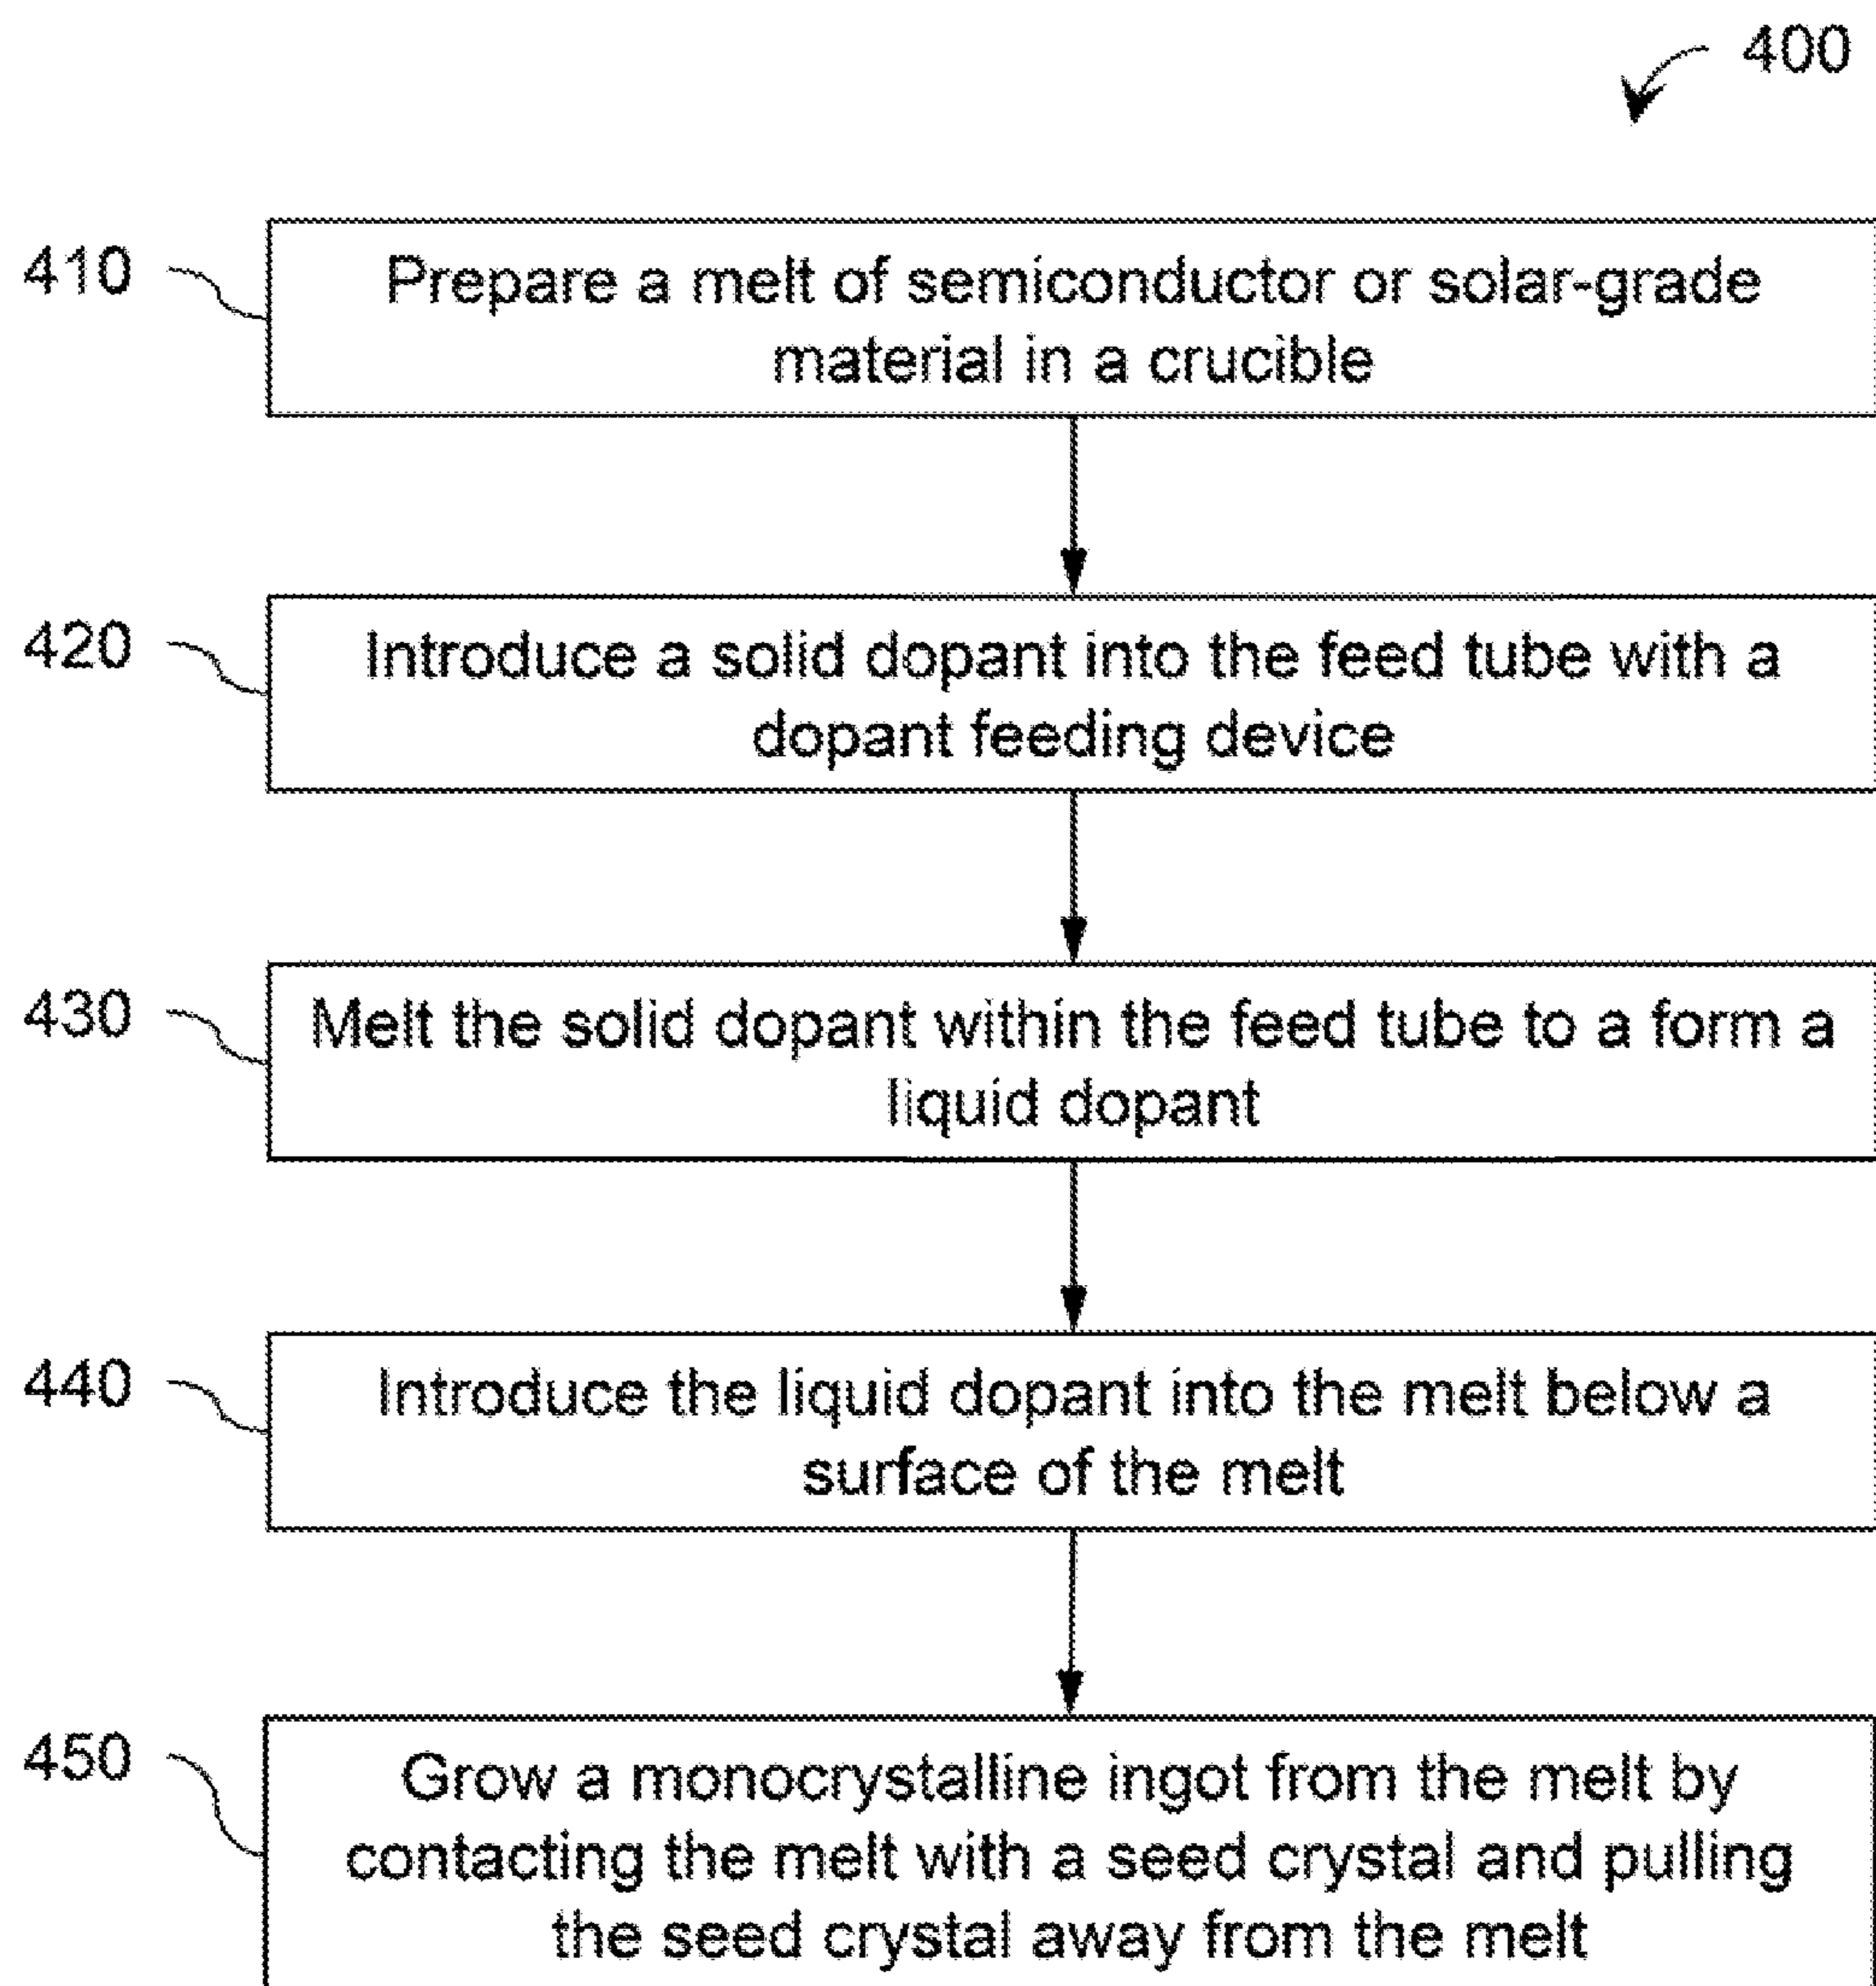 400
410
Prepare a melt of semiconductor or solar-grade
material in a crucible
420
Introduce a solid dopant into the feed tube with a
dopant feeding device
430
Melt the solid dopant within the feed tube to a form a
liquid dopant
440
Introduce the liquid dopant into the melt below a
surface of the melt
450
Grow a monocrystalline ingot from the melt by
contacting the melt with a seed crystal and pulling
the seed crystal away from the melt